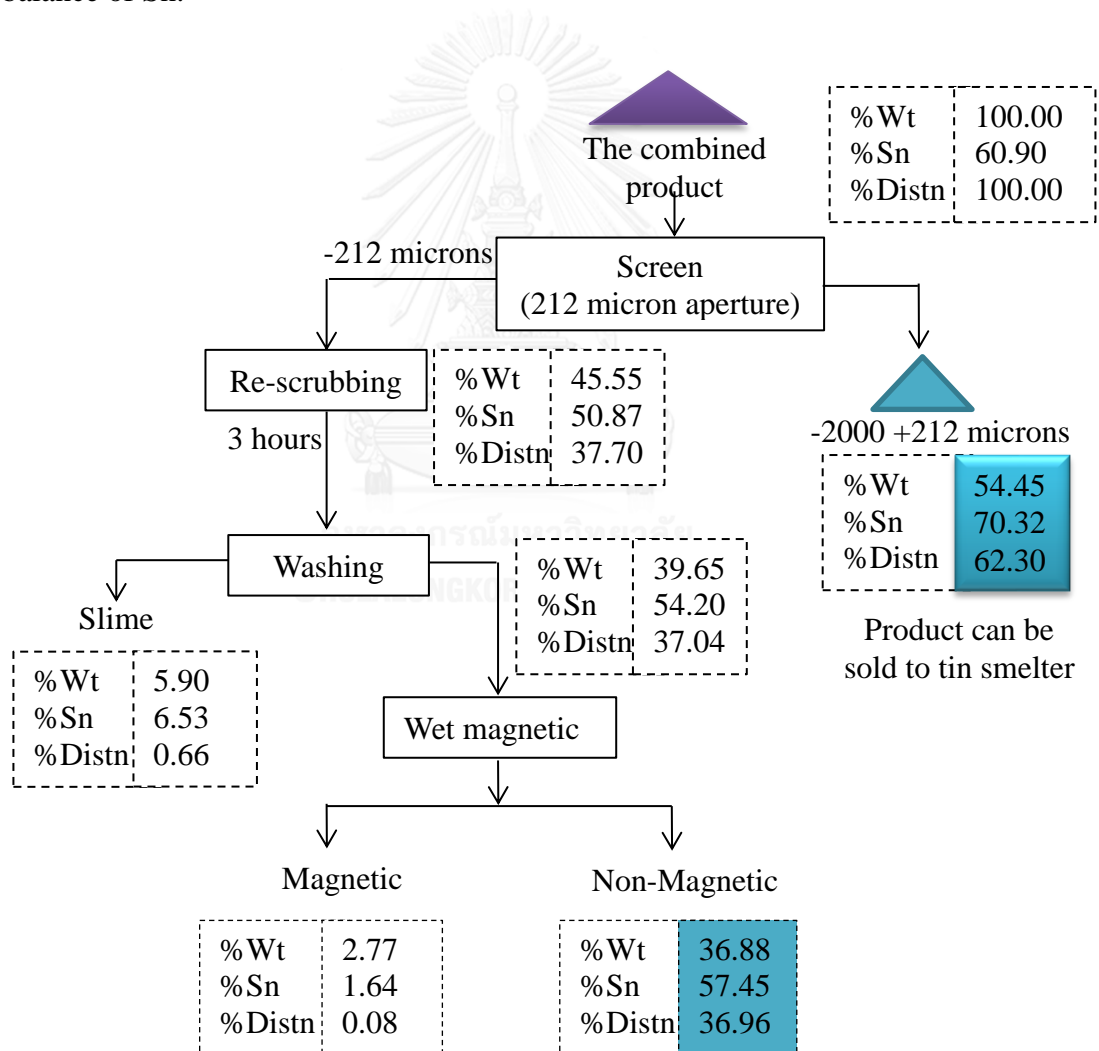 The combined
product
%Wt 100.00
%Sn 60.90
%Distn 100.00
-212 microns
Screen
(212 micron aperture)
Re-scrubbing
%Wt 45.55
%Sn 50.87
%Distn 37.70
3 hours
-2000 +212 microns
%Wt 54.45
%Sn 70.32
%Distn 62.30
Product can be
sold to tin smelter
Washing
%Wt 39.65
%Sn 54.20
%Distn 37.04
Slime
%Wt 5.90
%Sn 6.53
%Distn 0.66
Wet magnetic
Magnetic
%Wt 2.77
%Sn 1.64
%Distn 0.08
Non-Magnetic
%Wt 36.88
%Sn 57.45
%Distn 36.96